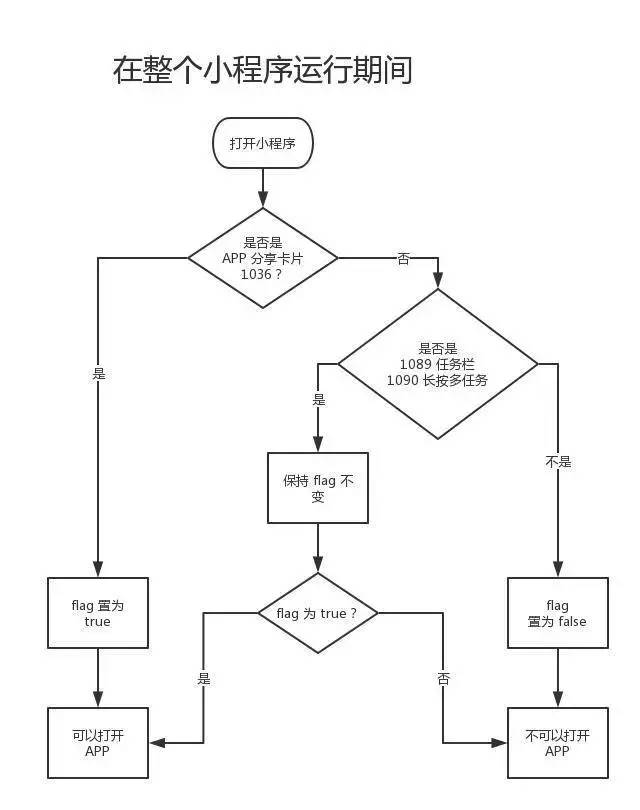 在整个小程序运行期间
打开小程序
是否是
APP 分享卡片
1036？
否
是否是
1089 任务栏
1090 长按多任务
是
是
不是
保持 flag 不
变
flag 置为
true
flag 为 true？
flag
置为 false
是
否
可以打开
APP
不可以打开
APP